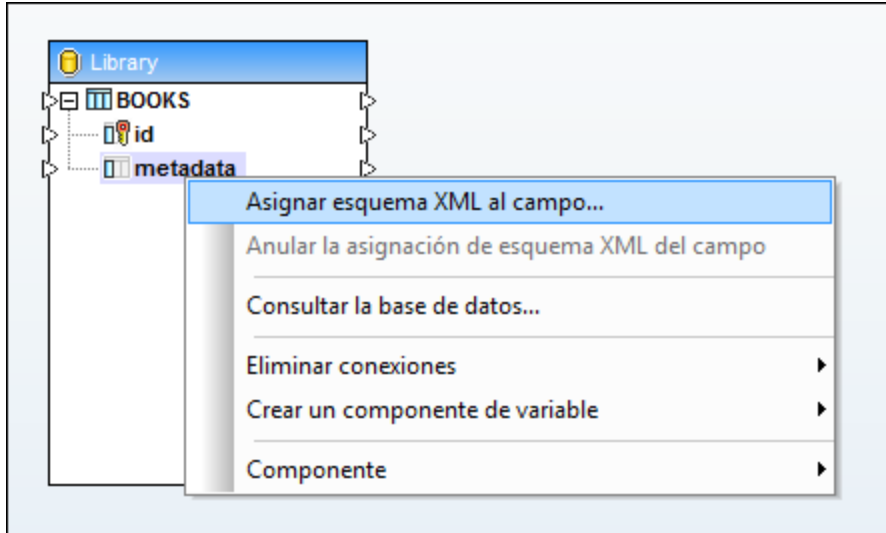 Library
BOOKS
id
metadata
Asignar esquema XML al campo...
Anular la asignación de esquema XML del campo
Consultar la base de datos...
Eliminar conexiones
Crear un componente de variable
Componente